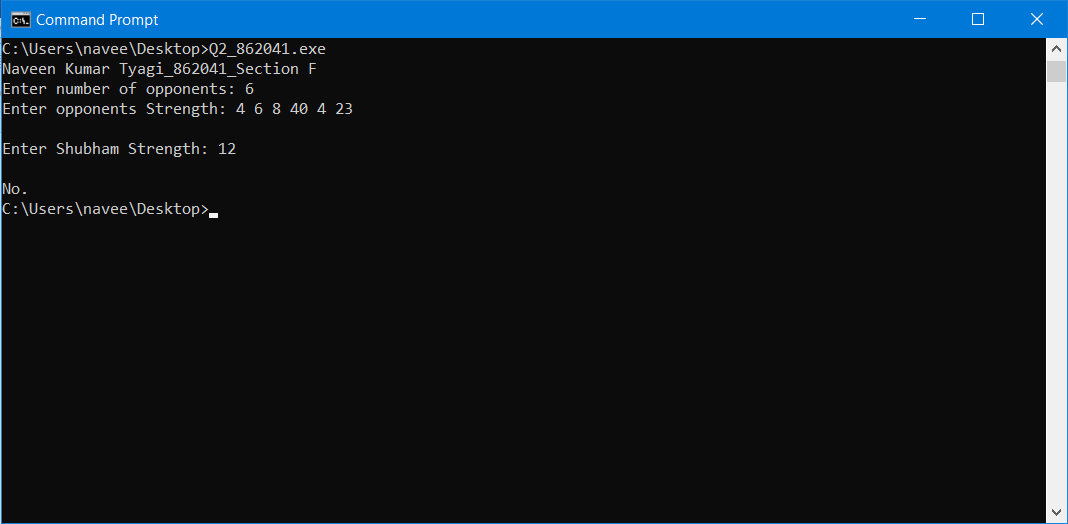 Command Prompt
C:\Users\navee\Desktop>Q2_862041.exe
Naveen Kumar Tyagi_862041_Section F
Enter number of opponents: 6
Enter opponents Strength: 4 6 8 40 4 23
Enter Shubham Strength: 12
No.
C:\Users\navee\Desktop>